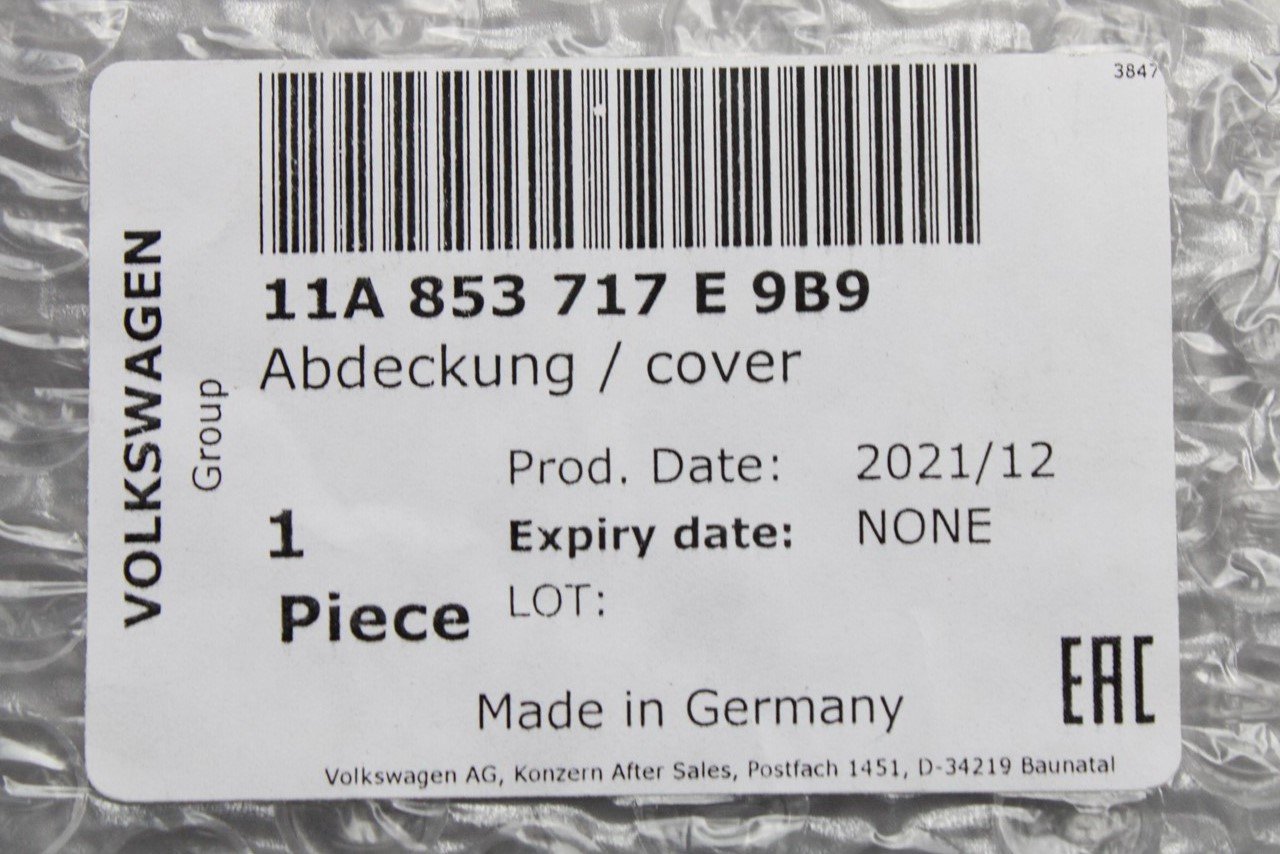 3847
VOLKSWAGEN
Group
11A 853 717 E 9B9
Abdeckung / cover
Prod. Date: 2021/12
Expiry date: NONE
LOT:
1
Piece
Made in Germany
EAC
Volkswagen AG, Konzern After Sales, Postfach 1451, D-34219 Baunatal